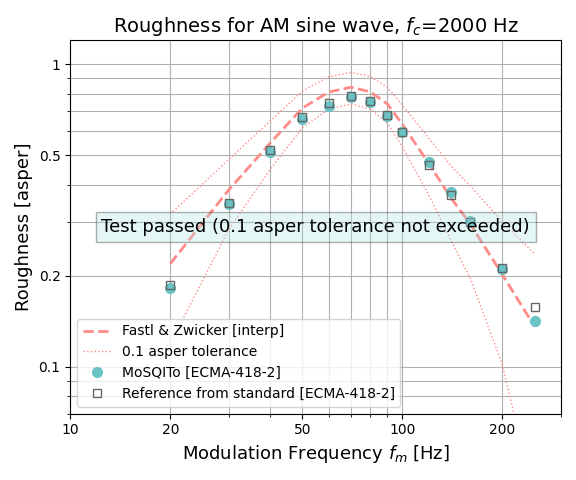 Roughness for AM sine wave, f_c=2000 Hz
Roughness [asper]
1
0.5
0.2
0.1
Test passed (0.1 asper tolerance not exceeded)
Fastl & Zwicker [interp]
0.1 asper tolerance
MoSQITo [ECMA-418-2]
Reference from standard [ECMA-418-2]
10
20
50
100
200
Modulation Frequency f_m [Hz]